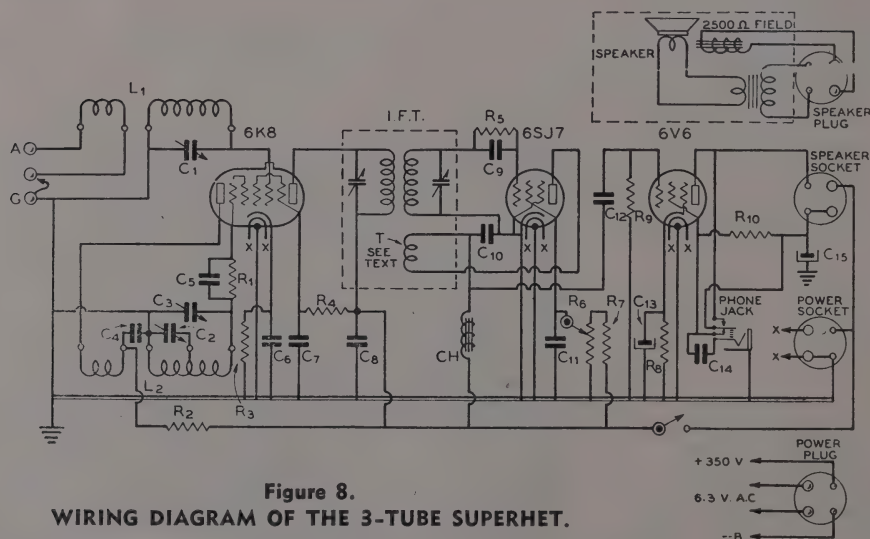 2500 Ω FIELD
SPEAKER
SPEAKER PLUG
L1
6K8
I.F.T.
R5
6SJ7
6V6
SPEAKER SOCKET
A
G
C1
C9
C12
R9
R10
T
SEE TEXT
C10
C15
C5
R1
C3
C4
C2
R4
R6
R7
C13
PHONE JACK
POWER SOCKET
X
X
X
X
X
X
X
X
L2
R3
C6
C7
C8
CH
C11
R8
C14
R2
POWER PLUG
+350 V
6.3 V. A.C
--B
Figure 8.
WIRING DIAGRAM OF THE 3-TUBE SUPERHET.